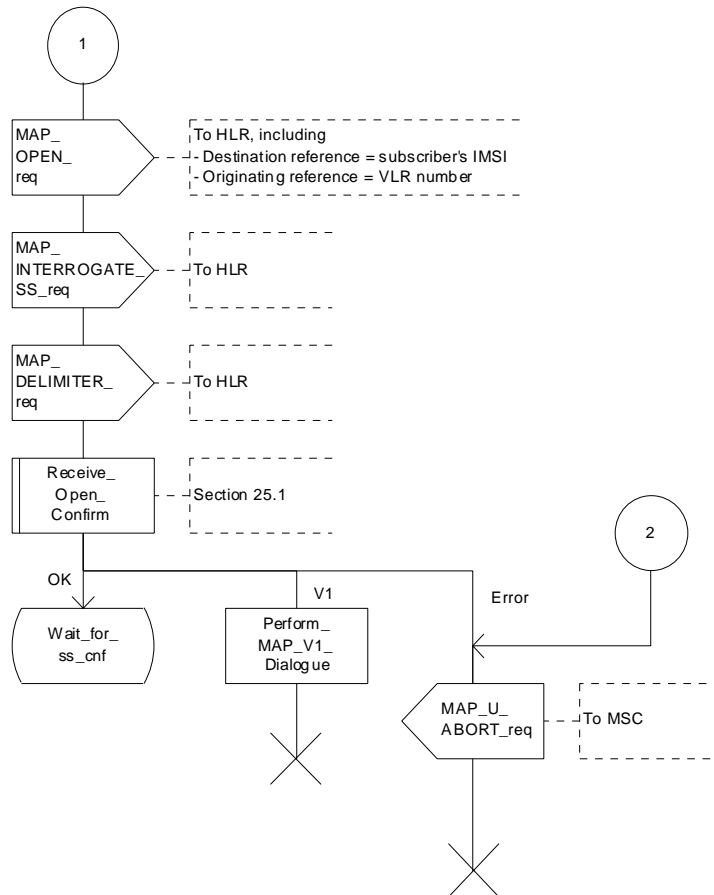 1
MAP_
OPEN_
req
To HLR, including
- Destination reference = subscriber's IMSI
- Originating reference = VLR number
MAP_
INTERROGATE_
SS_req
To HLR
MAP_
DELIMITER_
req
To HLR
Receive_
Open_
Confirm
Section 25.1
2
OK
V1
Error
Wait_for_
ss_cnf
Perform_
MAP_V1_
Dialogue
MAP_U_
ABORT_req
To MSC